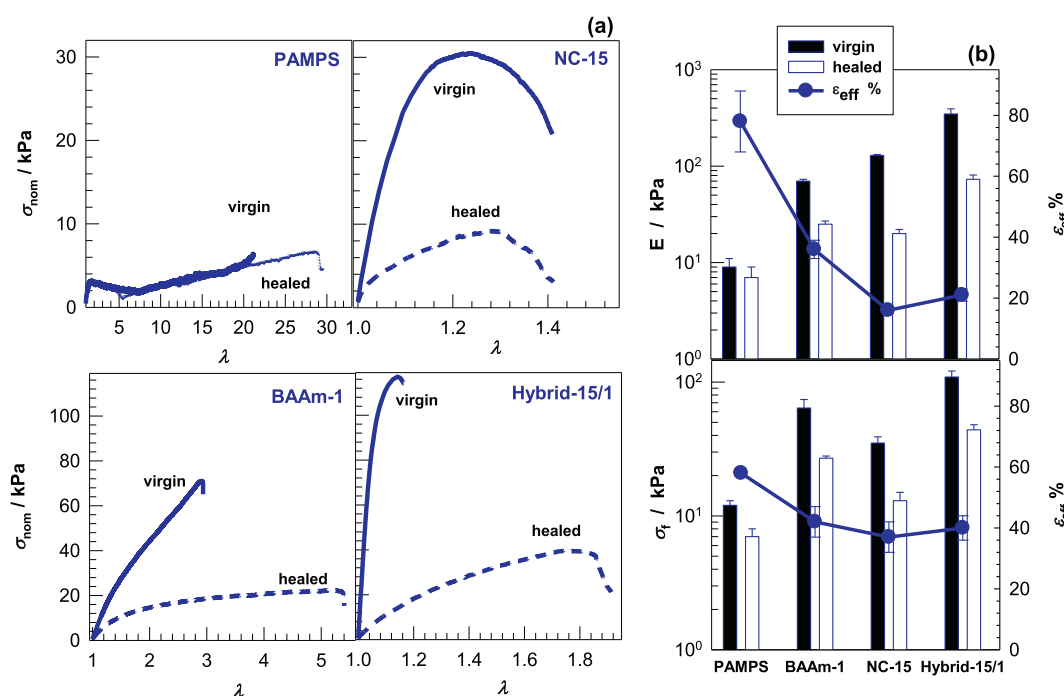 (a)
PAMPS
NC-15
virgin
healed
virgin
healed
σnom / kPa
0
10
20
30
5 10 15 20 25 30
1.0 1.2 1.4
λ
λ
BAAm-1
Hybrid-15/1
virgin
healed
virgin
healed
σnom / kPa
0
20
40
60
80
100
1 2 3 4 5
1.0 1.2 1.4 1.6 1.8
λ
λ
virgin
healed
εeff %
(b)
E / kPa
10³
10²
10¹
10⁰
80
60
40
20
0
εeff %
σf / kPa
10²
10¹
10⁰
80
60
40
20
0
εeff %
PAMPS BAAm-1 NC-15 Hybrid-15/1